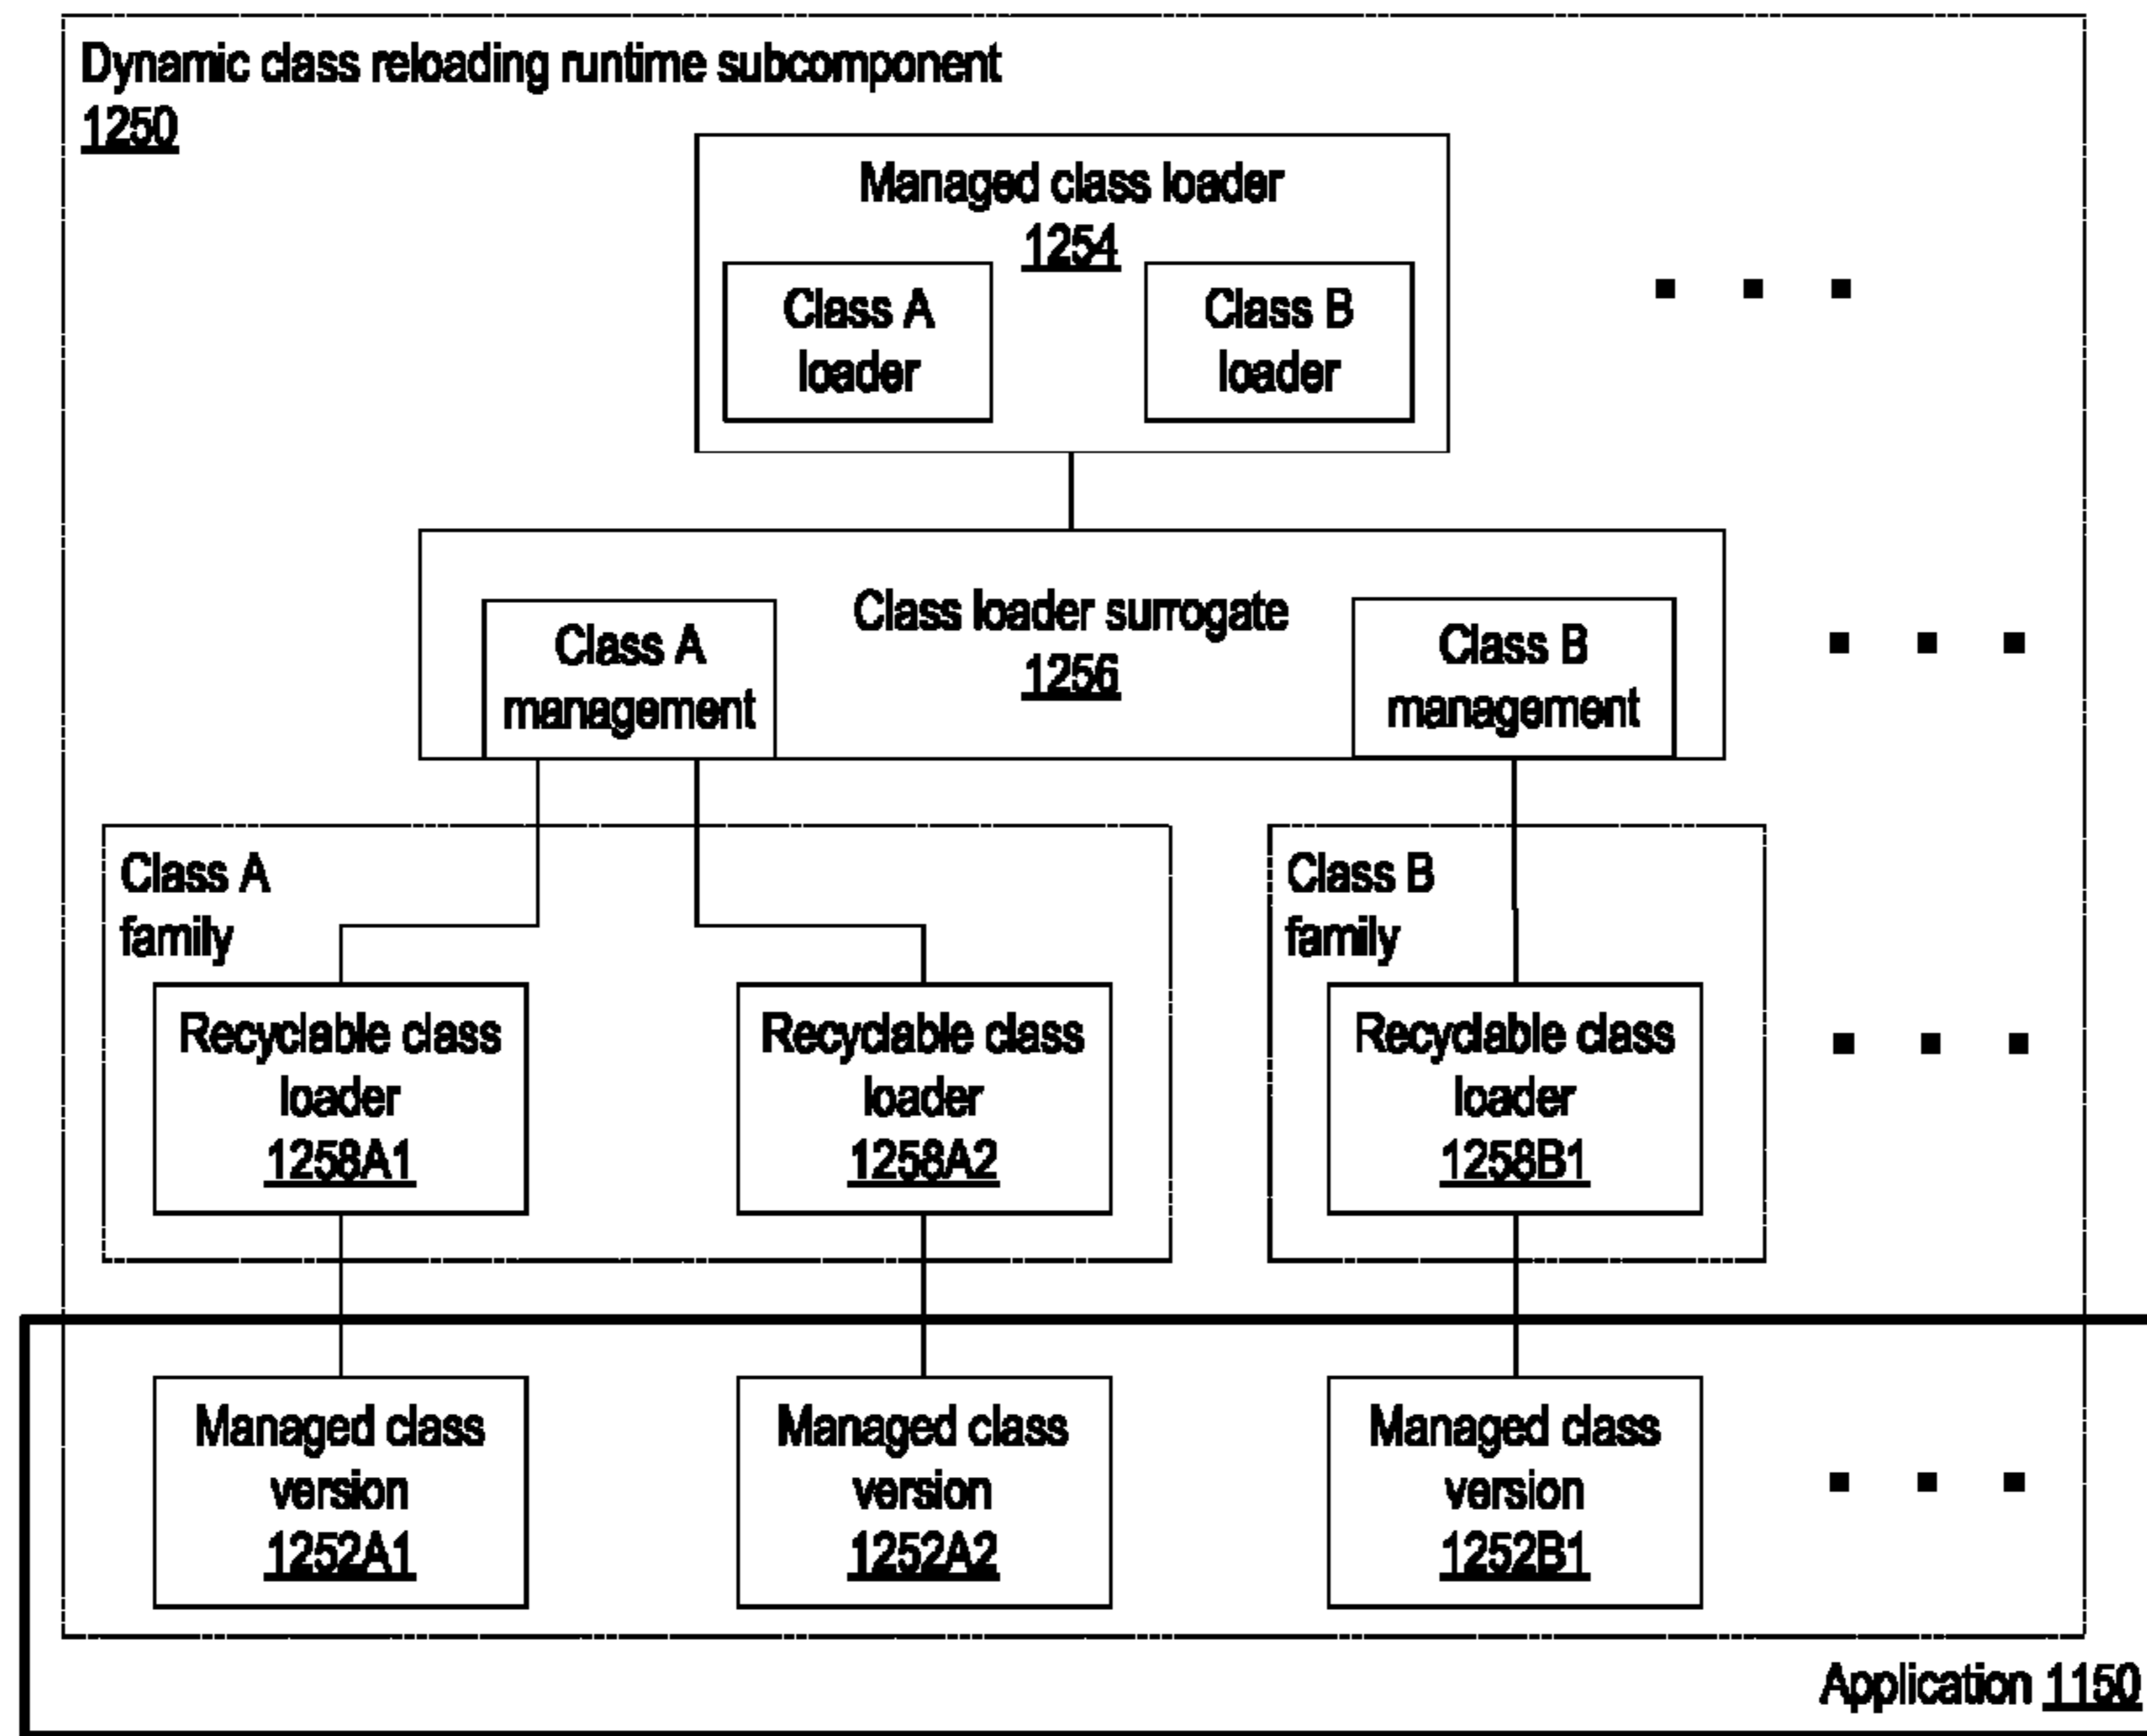 Dynamic class reloading runtime subcomponent
1250
Managed class loader
1254
Class A
loader
Class B
loader
Class loader surrogate
1256
Class A
management
Class B
management
Class A
family
Class B
family
Recyclable class
loader
1258A1
Recyclable class
loader
1258A2
Recyclable class
loader
1258B1
Managed class
version
1252A1
Managed class
version
1252A2
Managed class
version
1252B1
Application 1150